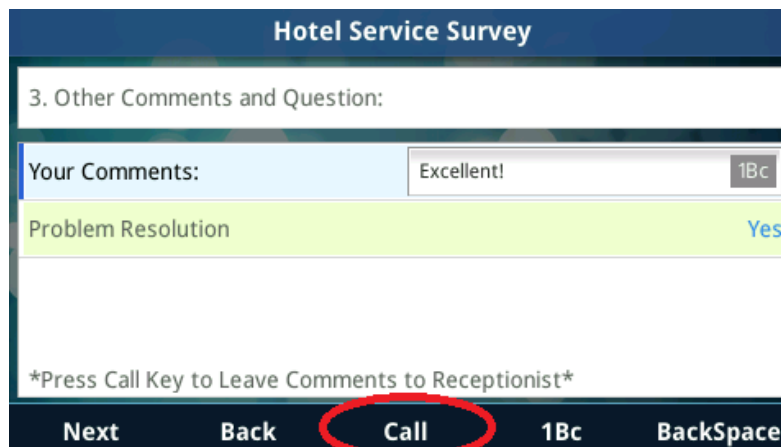 Hotel Service Survey
3. Other Comments and Question:
Your Comments: Excellent! 1Bc
Problem Resolution Yes
*Press Call Key to Leave Comments to Receptionist*
Next Back Call 1Bc BackSpace